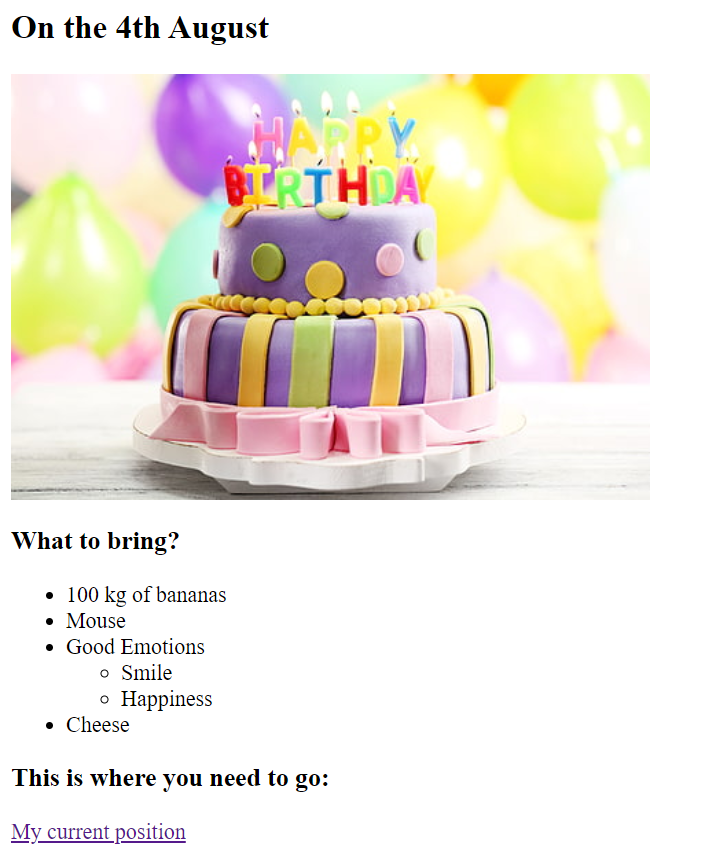 On the 4th August
HAPPY
BIRTHDAY
What to bring?
100 kg of bananas
Mouse
Good Emotions
Smile
Happiness
Cheese
This is where you need to go:
My current position